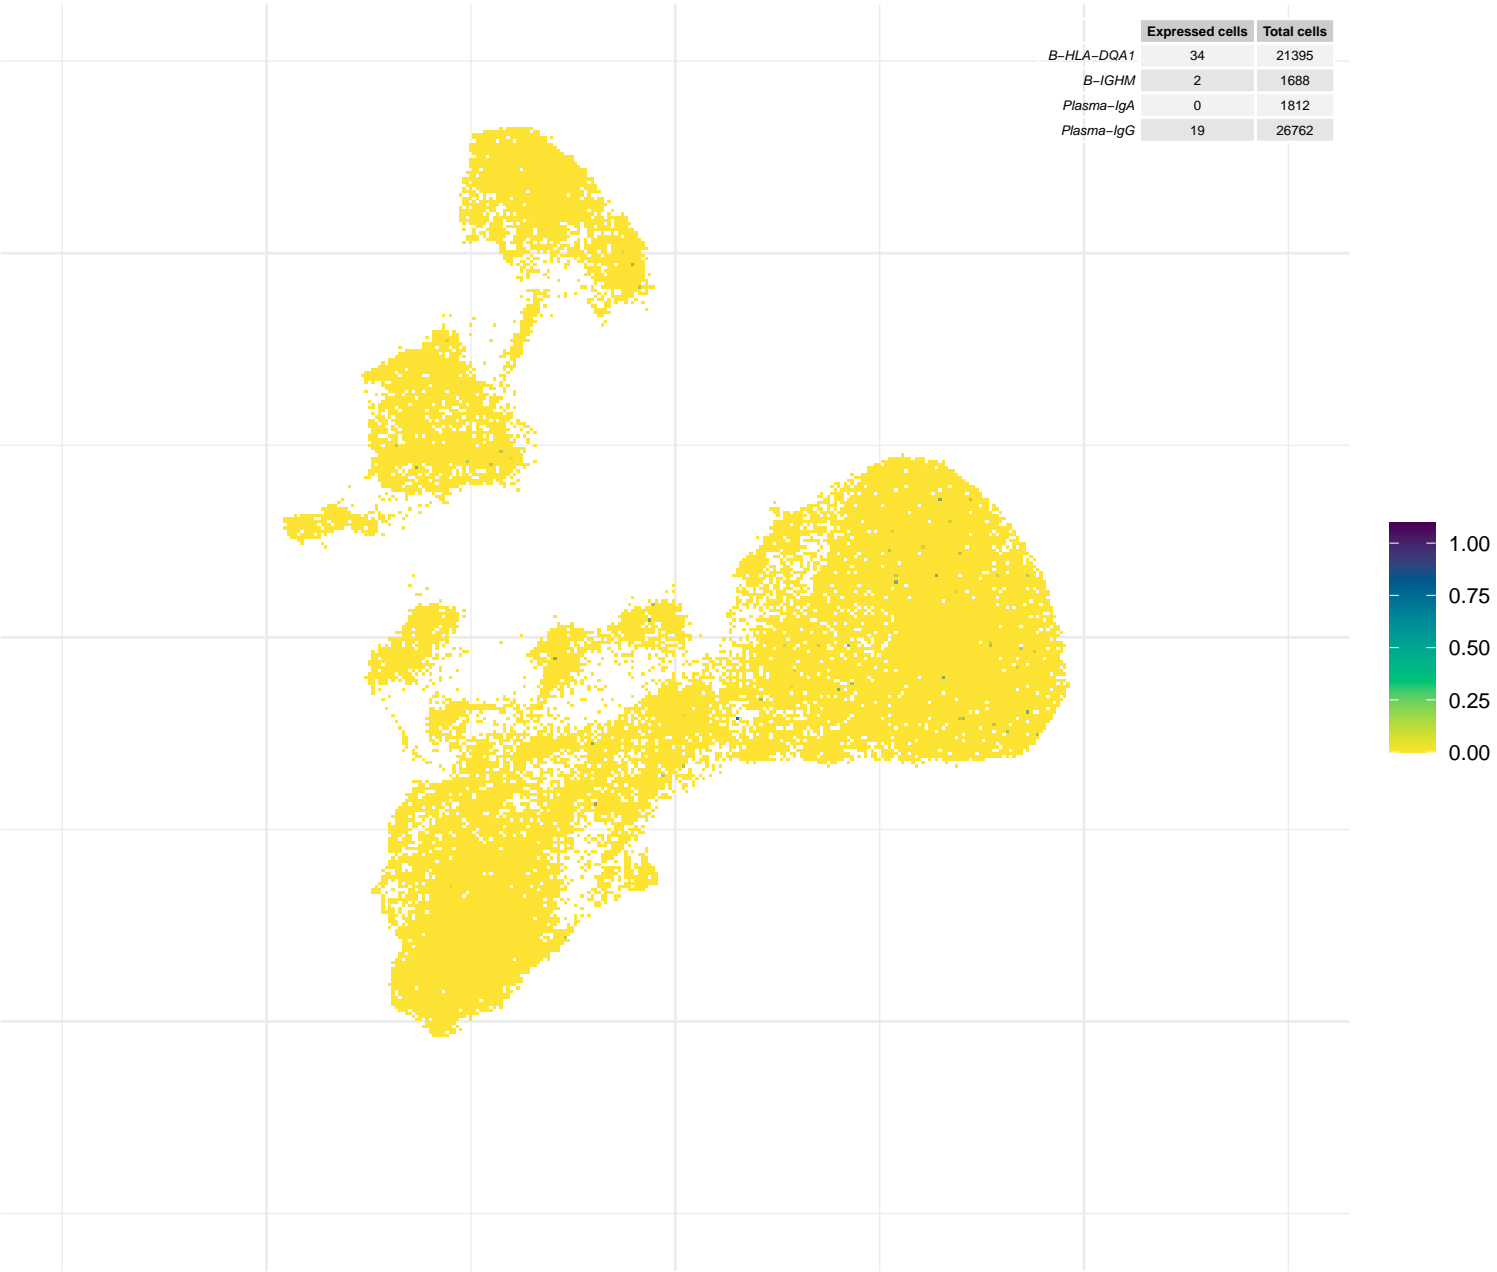 Expressed cells Total cells
B−HLA−DQA1 34 21395
B−IGHM 2 1688
Plasma−IgA 0 1812
Plasma−IgG 19 26762
1.00
0.75
0.50
0.25
0.00